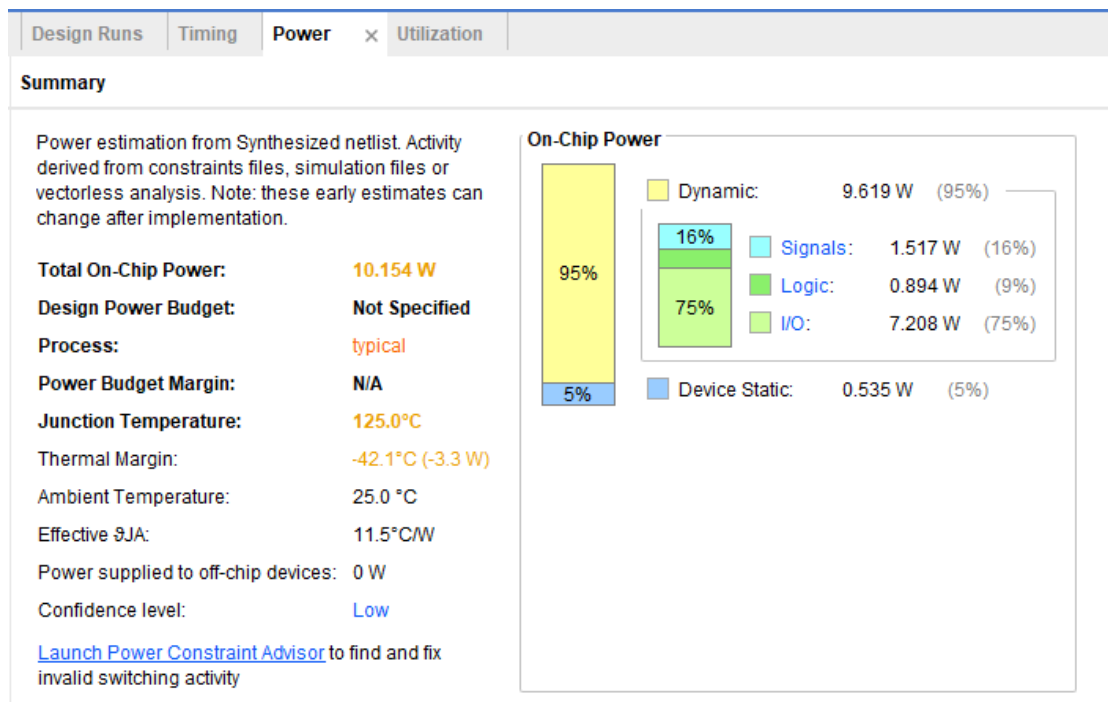 Design Runs Timing Power × Utilization
Summary
Power estimation from Synthesized netlist. Activity
derived from constraints files, simulation files or
vectorless analysis. Note: these early estimates can
change after implementation.
Total On-Chip Power: 10.154 W
Design Power Budget: Not Specified
Process: typical
Power Budget Margin: N/A
Junction Temperature: 125.0°C
Thermal Margin: -42.1°C (-3.3 W)
Ambient Temperature: 25.0 °C
Effective ϑJA: 11.5°C/W
Power supplied to off-chip devices: 0 W
Confidence level: Low
Launch Power Constraint Advisor to find and fix
invalid switching activity
On-Chip Power
95%
5%
Dynamic: 9.619 W (95%)
16%
75%
Signals: 1.517 W (16%)
Logic: 0.894 W (9%)
I/O: 7.208 W (75%)
Device Static: 0.535 W (5%)